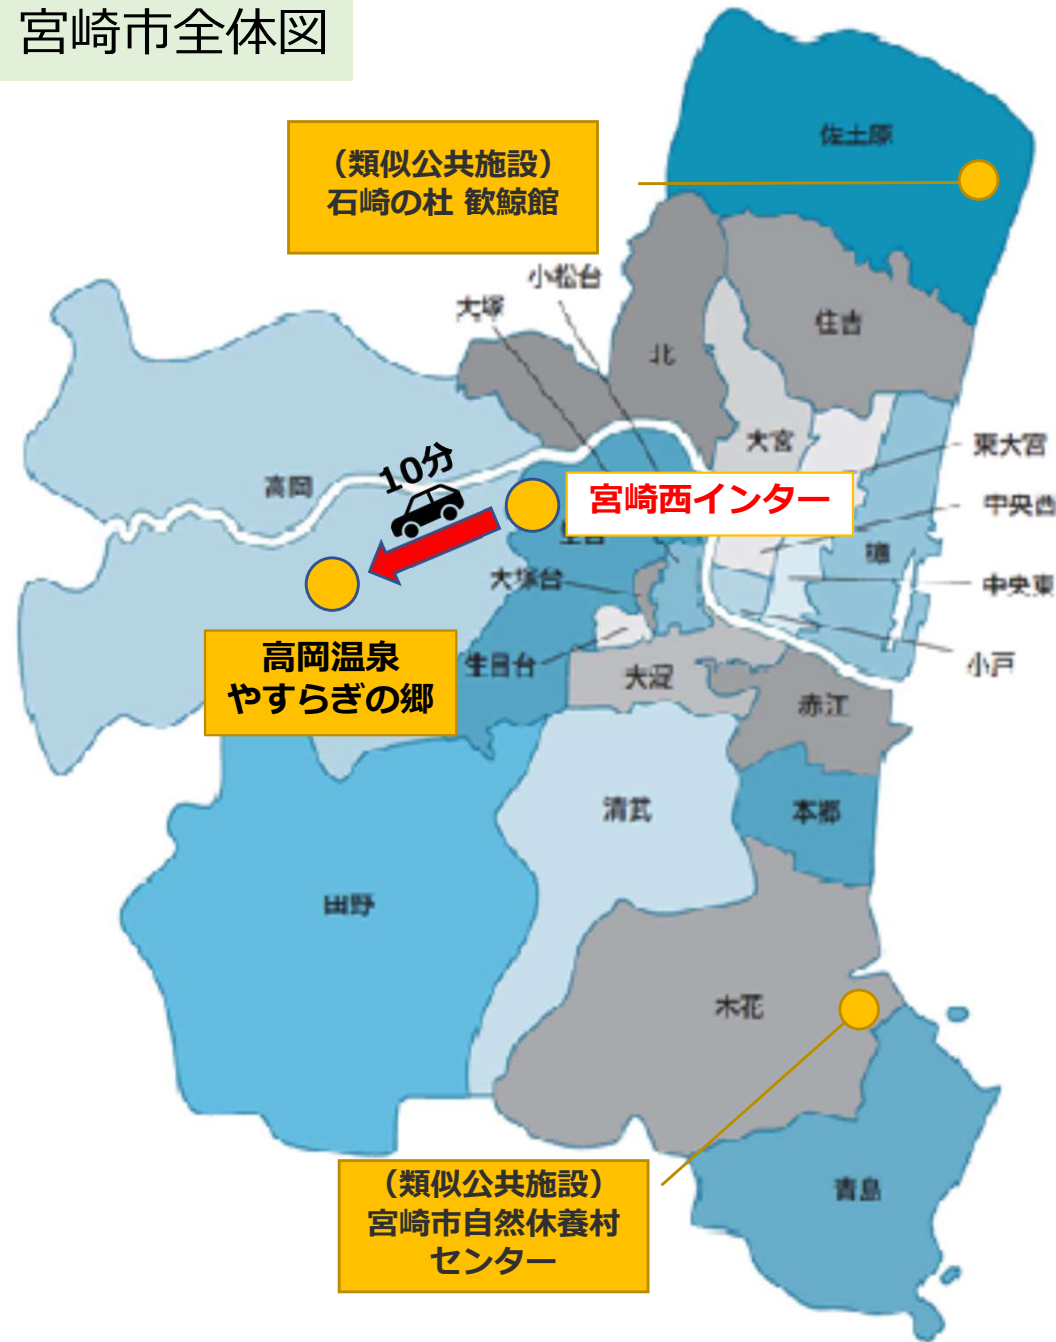 宮崎市全体図
佐土原
（類似公共施設）
石崎の杜 歓鯨館
小松台
大塚
住吉
北
大宮
東大宮
10分
高岡
宮崎西インター
中央西
檍
大塚台
中央東
高岡温泉
やすらぎの郷
生目台
小戸
大淀
赤江
清武
本郷
田野
木花
（類似公共施設）
宮崎市自然休養村
センター
青島